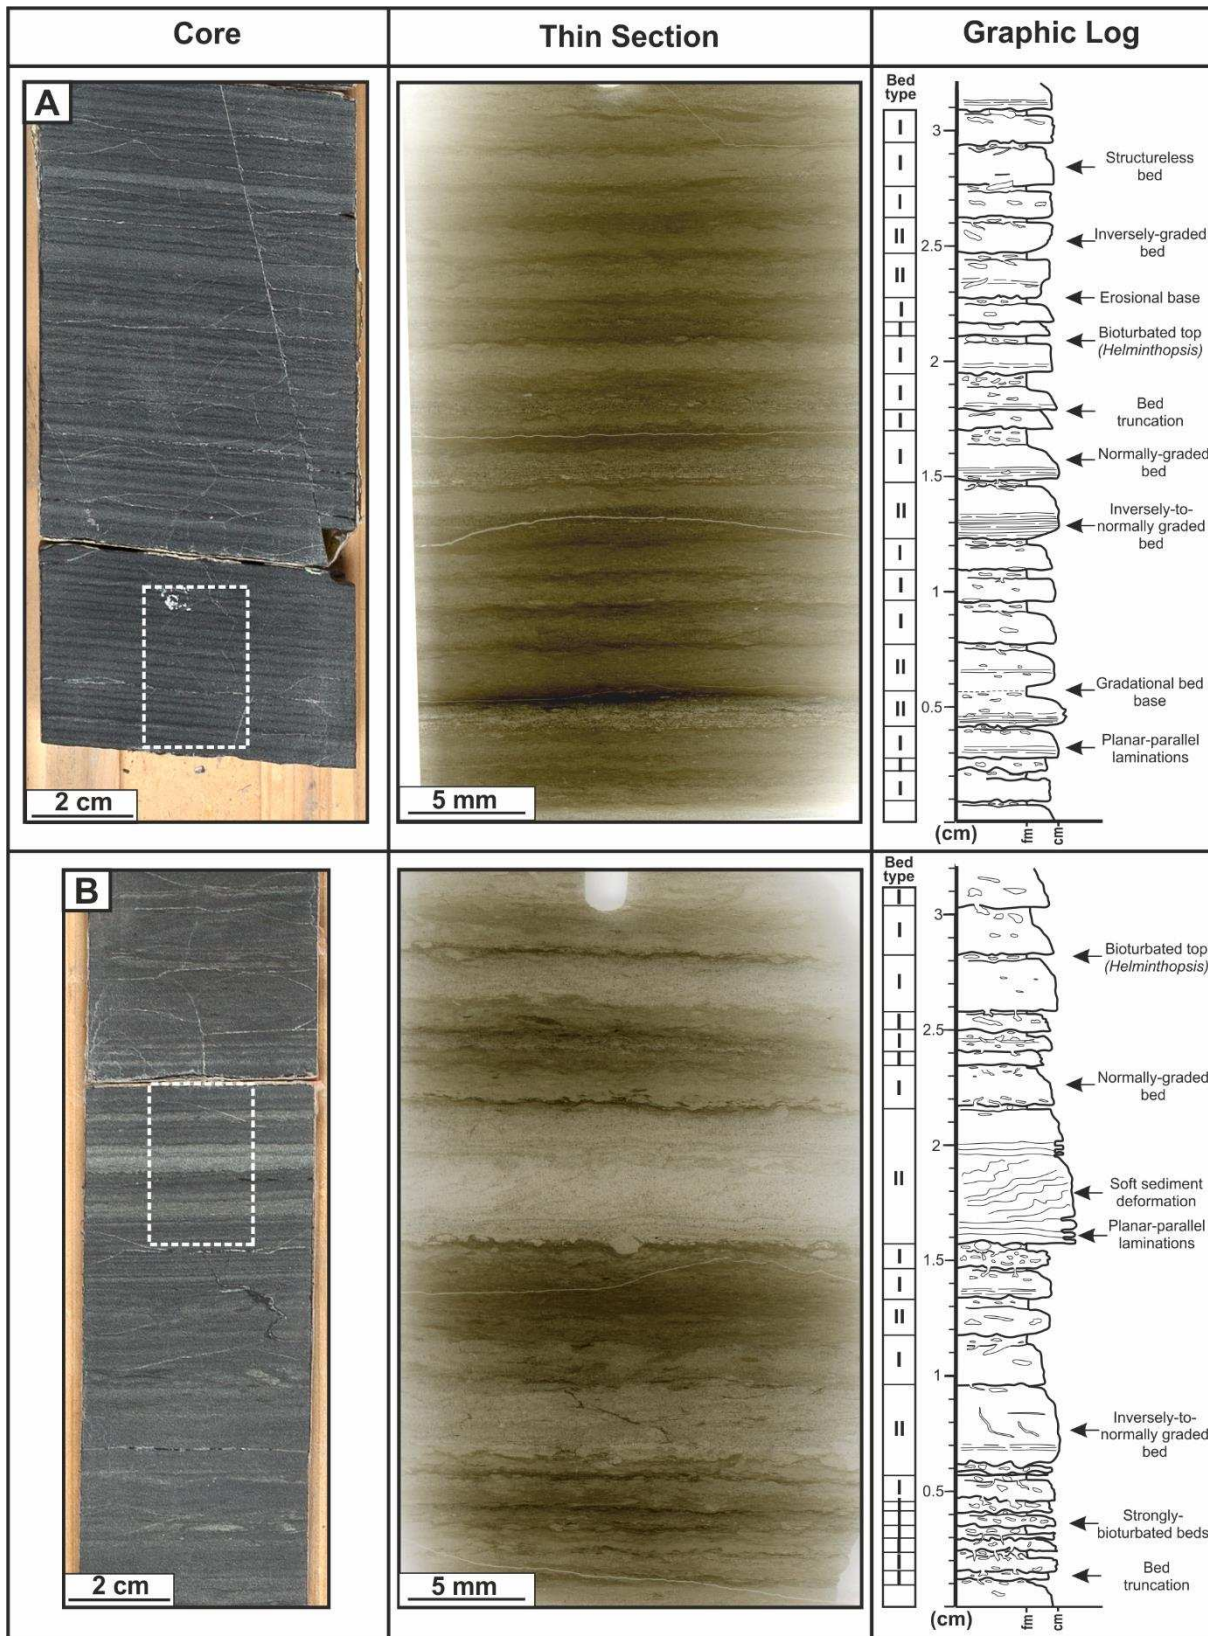 Core
Thin Section
Graphic Log
A
2 cm
5 mm
Bed
type
I
I
I
II
II
I
I
I
I
I
I
II
I
I
I
II
II
I
I
I
3
2.5
2
1.5
1
0.5
(cm)
fm
cm
Structureless
bed
Inversely-graded
bed
Erosional base
Bioturbated top
(Helminthopsis)
Bed
truncation
Normally-graded
bed
Inversely-to-
normally graded
bed
Gradational bed
base
Planar-parallel
laminations
B
2 cm
5 mm
Bed
type
I
I
I
I
I
I
I
II
I
I
II
I
II
I
3
2.5
2
1.5
1
0.5
(cm)
fm
cm
Bioturbated top
(Helminthopsis)
Normally-graded
bed
Soft sediment
deformation
Planar-parallel
laminations
Inversely-to-
normally graded
bed
Strongly-
bioturbated beds
Bed
truncation